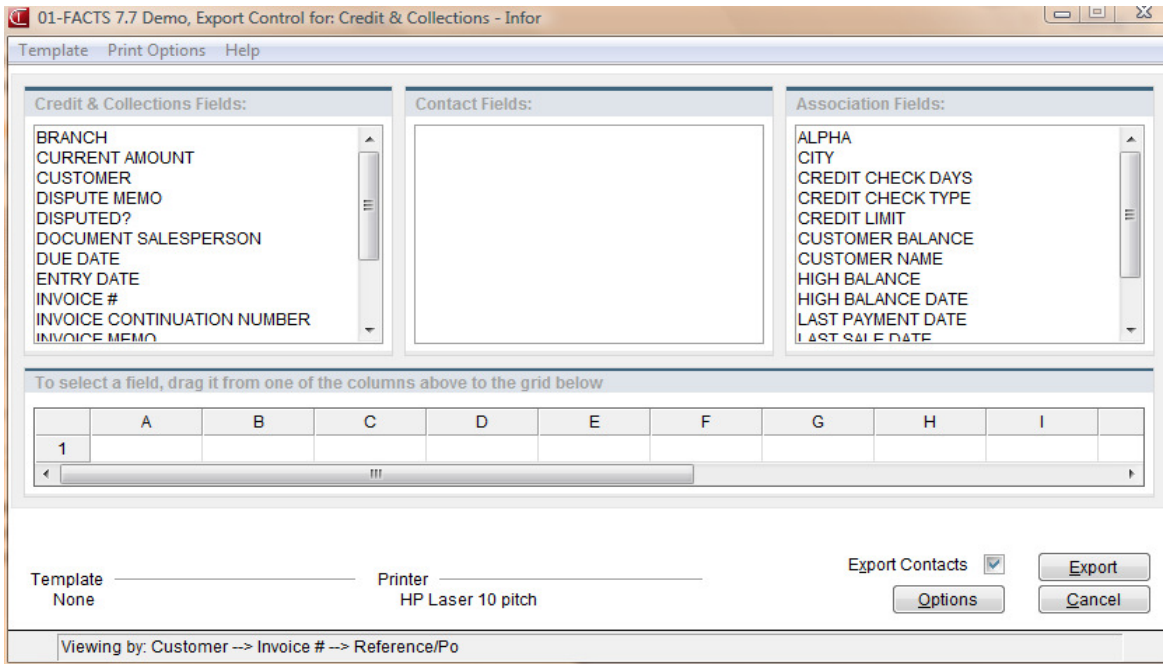 01-FACTS 7.7 Demo, Export Control for: Credit & Collections - Infor
Template Print Options Help
Credit & Collections Fields:
BRANCH
CURRENT AMOUNT
CUSTOMER
DISPUTE MEMO
DISPUTED?
DOCUMENT SALESPERSON
DUE DATE
ENTRY DATE
INVOICE #
INVOICE CONTINUATION NUMBER
INVOICE MEMO
Contact Fields:
Association Fields:
ALPHA
CITY
CREDIT CHECK DAYS
CREDIT CHECK TYPE
CREDIT LIMIT
CUSTOMER BALANCE
CUSTOMER NAME
HIGH BALANCE
HIGH BALANCE DATE
LAST PAYMENT DATE
LAST SALE DATE
To select a field, drag it from one of the columns above to the grid below
A B C D E F G H I
1
Export Contacts
Export
Template
None
Printer
HP Laser 10 pitch
Options
Cancel
Viewing by: Customer --> Invoice # --> Reference/Po